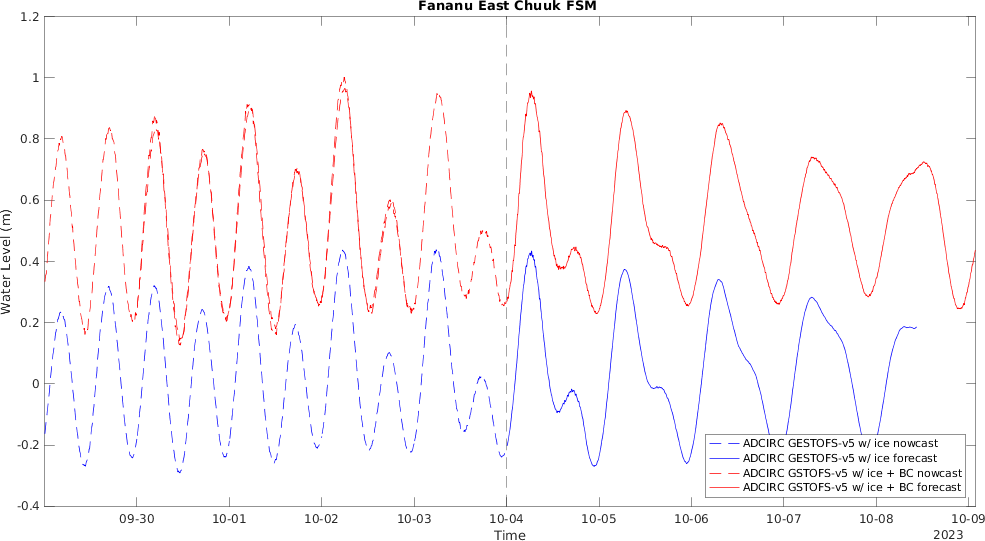 Fananu East Chuuk FSM
1.2
1
0.8
0.6
0.4
0.2
0
-0.2
-0.4
Water Level (m)
09-30
10-01
10-02
10-03
10-04
10-05
10-06
10-07
10-08
10-09
Time
2023
ADCIRC GESTOFS-v5 w/ ice nowcast
ADCIRC GESTOFS-v5 w/ ice forecast
ADCIRC GSTOFS-v5 w/ ice + BC nowcast
ADCIRC GSTOFS-v5 w/ ice + BC forecast